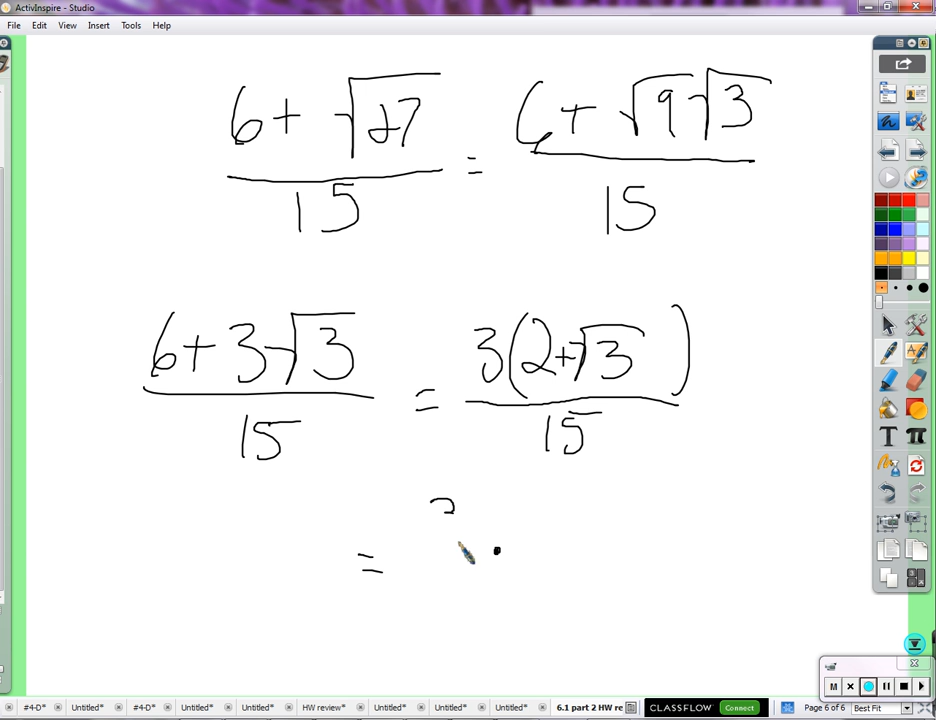 ActivInspire - Studio
File Edit View Insert Tools Help
6 + √27 / 15 = 6 + √9 √3 / 15
6 + 3√3 / 15 = 3(2 + √3) / 15
=
T π
M
#4-D* Untitled* #4-D* Untitled* Untitled* HW review* Untitled* Untitled* Untitled* 6.1 part 2 HW re CLASSFLOW Connect Page 6 of 6 Best Fit